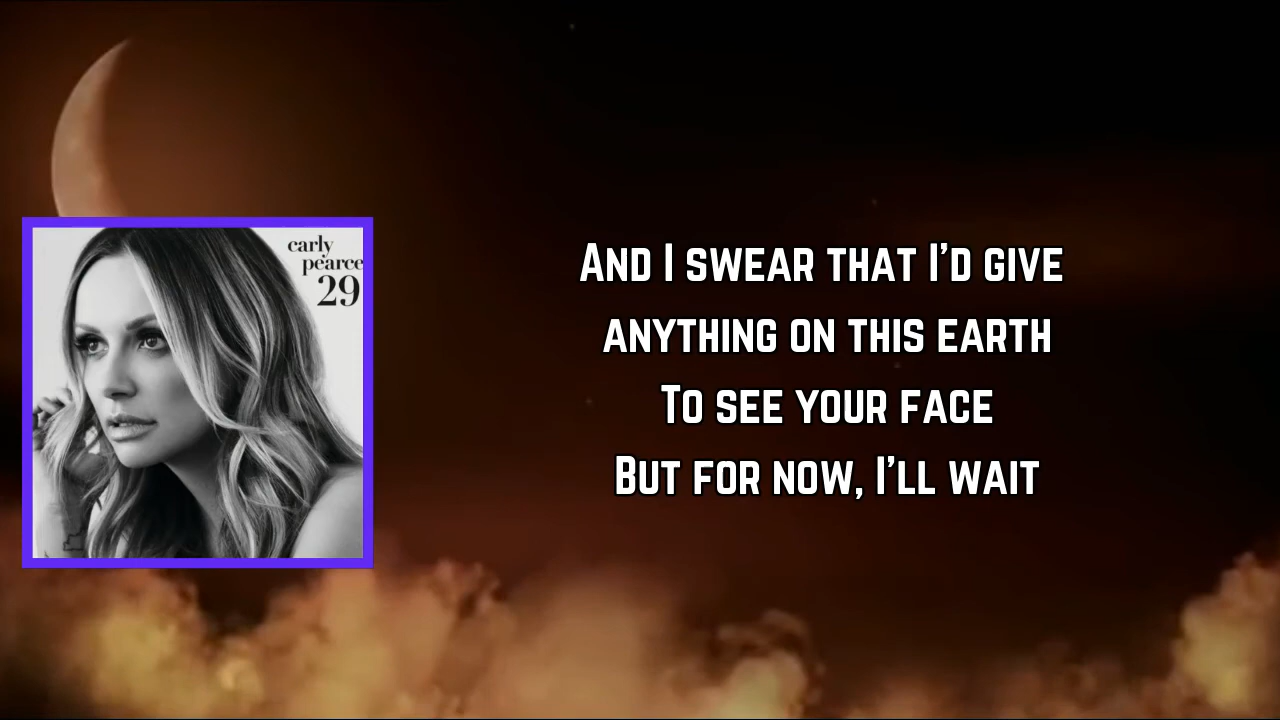 carly
pearce
29
And I swear that I'd give
anything on this earth
To see your face
But for now, I'll wait